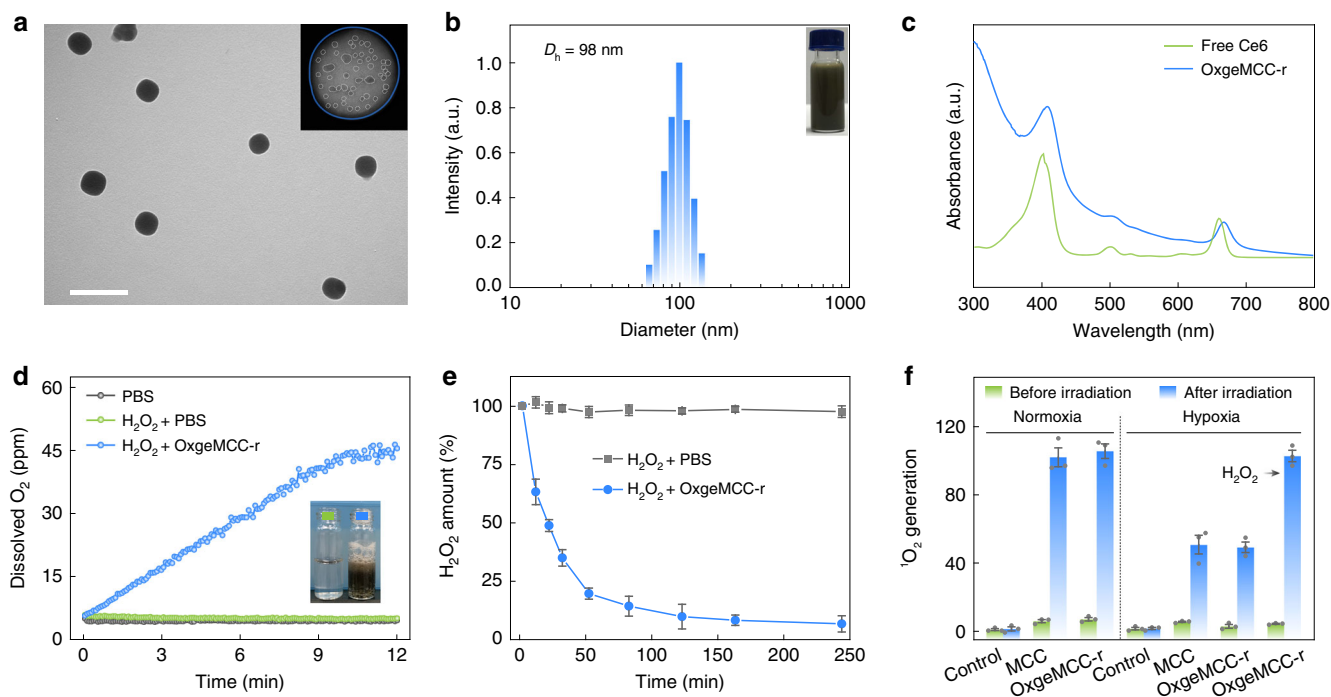 a
b
D_h = 98 nm
Intensity (a.u.)
1.0
0.8
0.6
0.4
0.2
0.0
10
100
1000
Diameter (nm)
c
Free Ce6
OxgeMCC-r
Absorbance (a.u.)
300
400
500
600
700
800
Wavelength (nm)
d
PBS
H₂O₂ + PBS
H₂O₂ + OxgeMCC-r
Dissolved O₂ (ppm)
60
45
30
15
0
0
3
6
9
12
Time (min)
e
H₂O₂ + PBS
H₂O₂ + OxgeMCC-r
H₂O₂ amount (%)
100
75
50
25
0
0
50
100
150
200
250
Time (min)
f
Before irradiation
After irradiation
Normoxia
Hypoxia
H₂O₂
¹O₂ generation
120
80
40
0
Control
MCC
OxgeMCC-r
Control
MCC
OxgeMCC-r
OxgeMCC-r